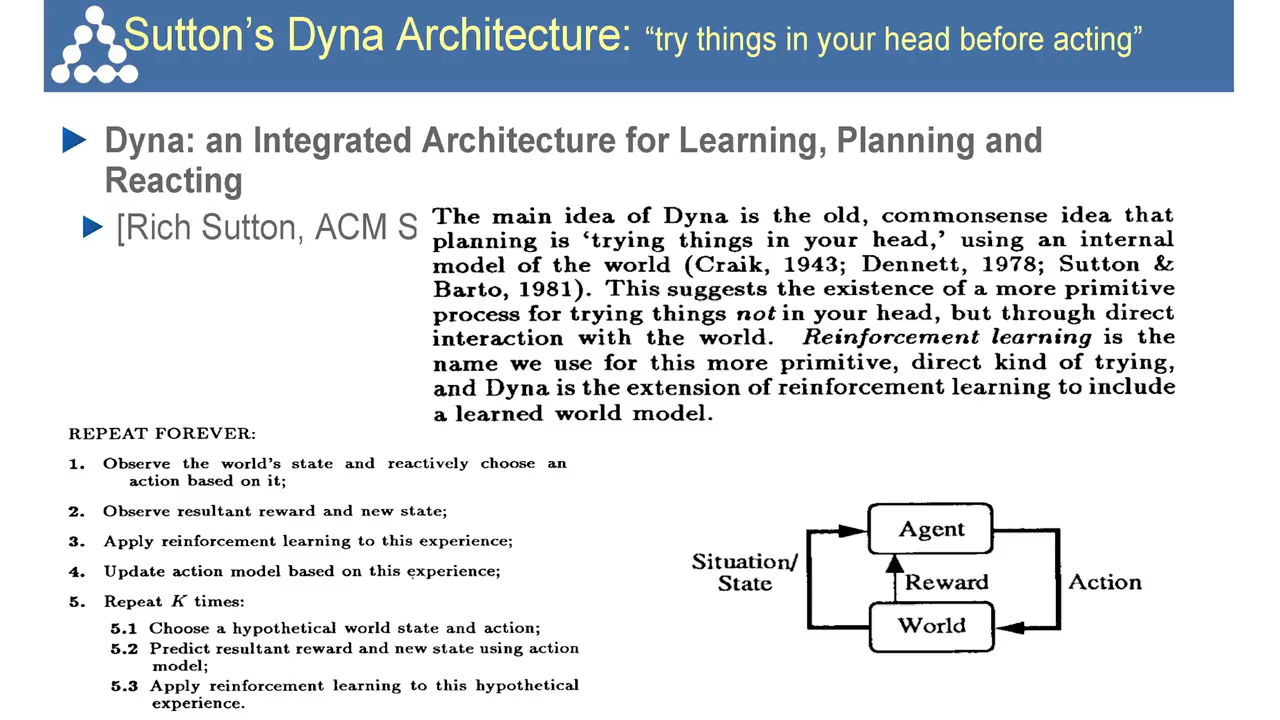 Sutton's Dyna Architecture: “try things in your head before acting”
Dyna: an Integrated Architecture for Learning, Planning and
Reacting
[Rich Sutton, ACM S
The main idea of Dyna is the old, commonsense idea that
planning is ‘trying things in your head,’ using an internal
model of the world (Craik, 1943; Dennett, 1978; Sutton &
Barto, 1981). This suggests the existence of a more primitive
process for trying things not in your head, but through direct
interaction with the world. Reinforcement learning is the
name we use for this more primitive, direct kind of trying,
and Dyna is the extension of reinforcement learning to include
a learned world model.
REPEAT FOREVER:
1. Observe the world's state and reactively choose an
action based on it;
2. Observe resultant reward and new state;
3. Apply reinforcement learning to this experience;
4. Update action model based on this experience;
5. Repeat K times:
5.1 Choose a hypothetical world state and action;
5.2 Predict resultant reward and new state using action
model;
5.3 Apply reinforcement learning to this hypothetical
experience.
Agent
Situation/
State
Reward
Action
World